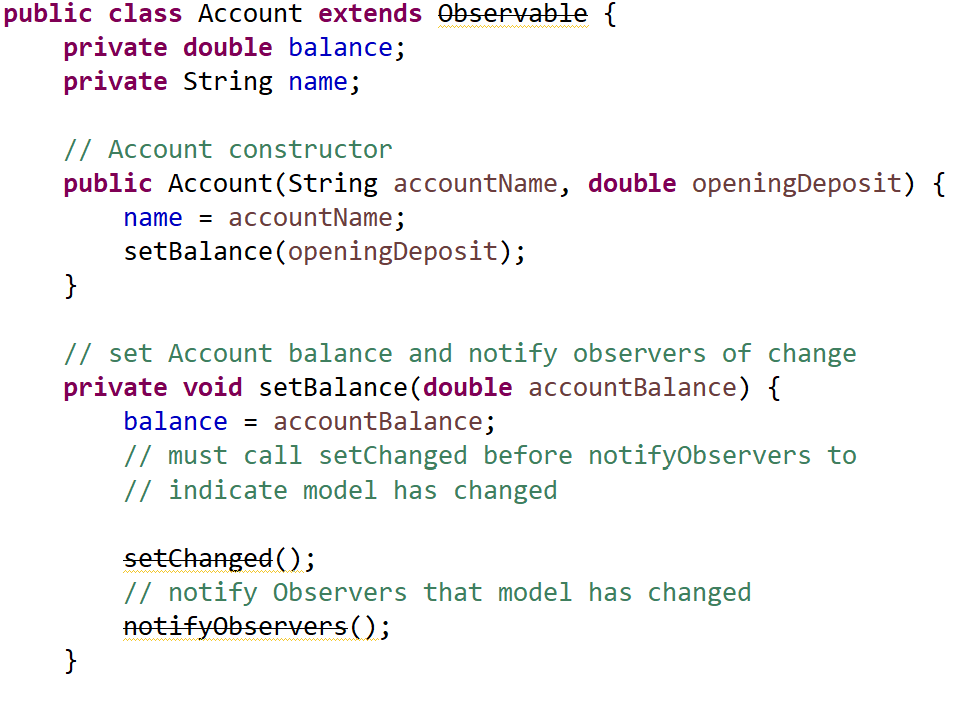 public class Account extends Observable {
    private double balance;
    private String name;

    // Account constructor
    public Account(String accountName, double openingDeposit) {
        name = accountName;
        setBalance(openingDeposit);
    }

    // set Account balance and notify observers of change
    private void setBalance(double accountBalance) {
        balance = accountBalance;
        // must call setChanged before notifyObservers to
        // indicate model has changed

        setChanged();
        // notify Observers that model has changed
        notifyObservers();
    }